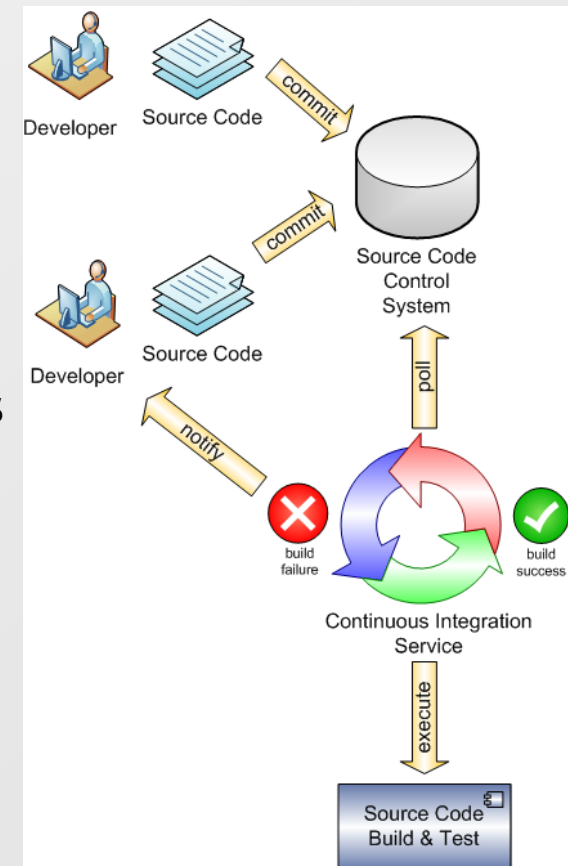 Developer
Source Code
commit
Source Code
Control
System
commit
Developer
Source Code
poll
notify
build
failure
build
success
Continuous Integration
Service
execute
Source Code
Build & Test